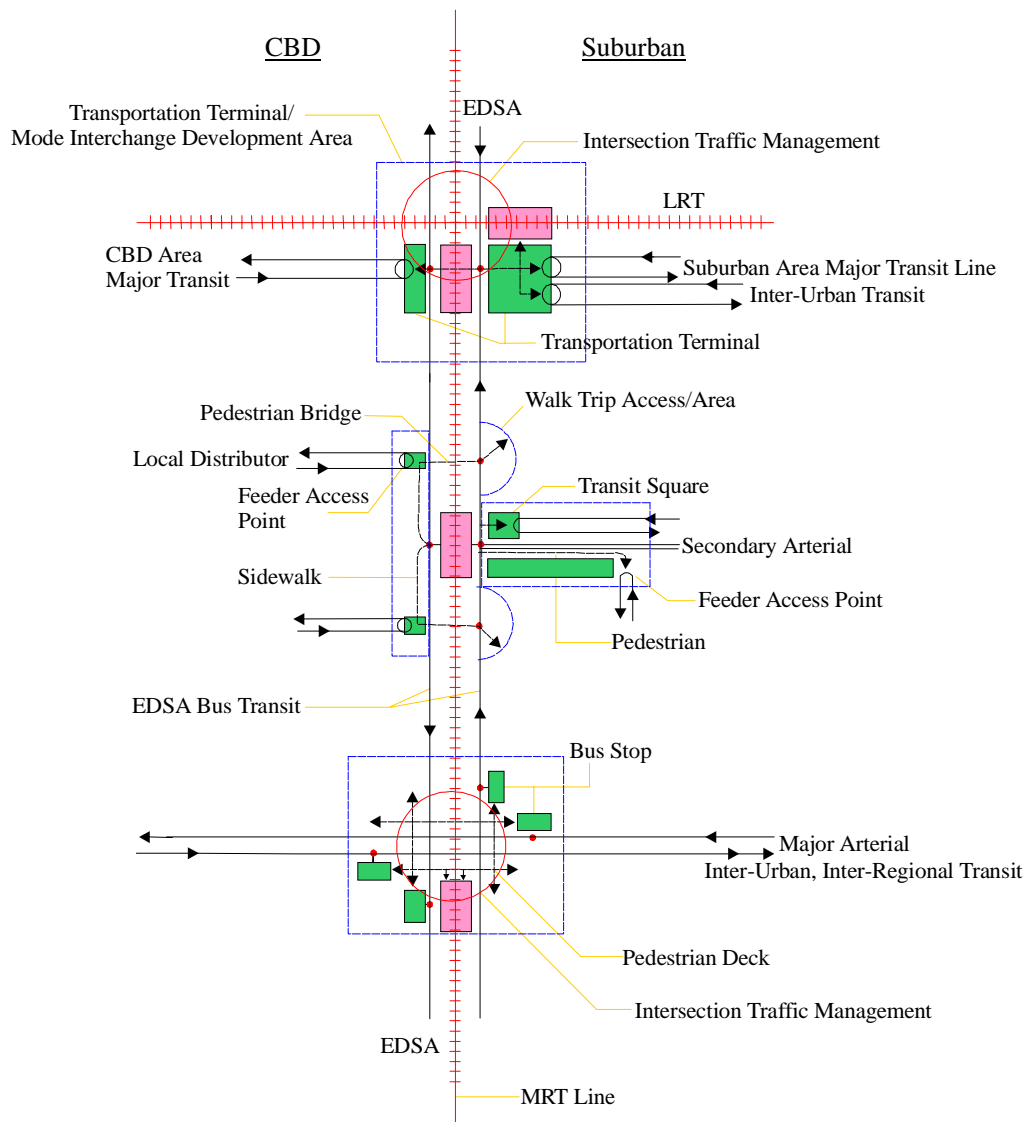 CBD
Suburban
Transportation Terminal/
Mode Interchange Development Area
EDSA
Intersection Traffic Management
LRT
CBD Area
Major Transit
Suburban Area Major Transit Line
Inter-Urban Transit
Transportation Terminal
Pedestrian Bridge
Walk Trip Access/Area
Local Distributor
Feeder Access
Point
Transit Square
Secondary Arterial
Sidewalk
Feeder Access Point
Pedestrian
EDSA Bus Transit
Bus Stop
Major Arterial
Inter-Urban, Inter-Regional Transit
Pedestrian Deck
Intersection Traffic Management
EDSA
MRT Line